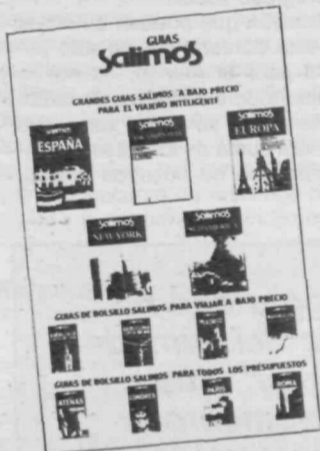 GUIAS
Salimos
GRANDES GUIAS SALIMOS "A BAJO PRECIO"
PARA EL VIAJERO INTELIGENTE
Salimos
ESPAÑA
Salimos
Salimos
EUROPA
Salimos
NEW YORK
Salimos
GUIAS DE BOLSILLO SALIMOS PARA VIAJAR A BAJO PRECIO
GUIAS DE BOLSILLO SALIMOS PARA TODOS LOS PRESUPUESTOS
ATENAS
LONDRES
PARIS
ROMA